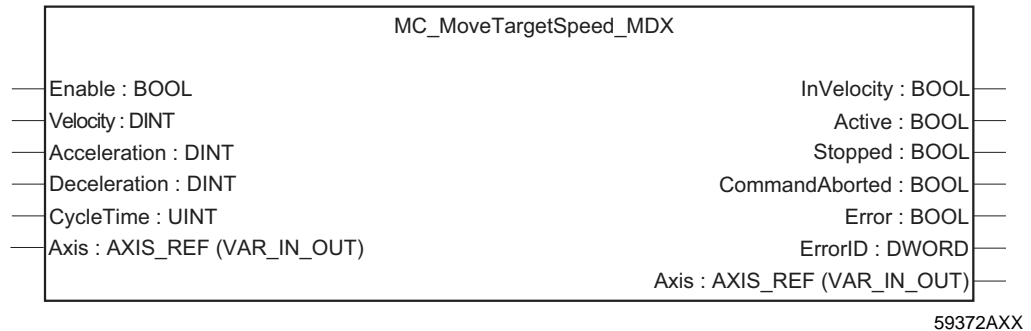 MC_MoveTargetSpeed_MDX
Enable : BOOL
Velocity : DINT
Acceleration : DINT
Deceleration : DINT
CycleTime : UINT
Axis : AXIS_REF (VAR_IN_OUT)
InVelocity : BOOL
Active : BOOL
Stopped : BOOL
CommandAborted : BOOL
Error : BOOL
ErrorID : DWORD
Axis : AXIS_REF (VAR_IN_OUT)
59372AXX